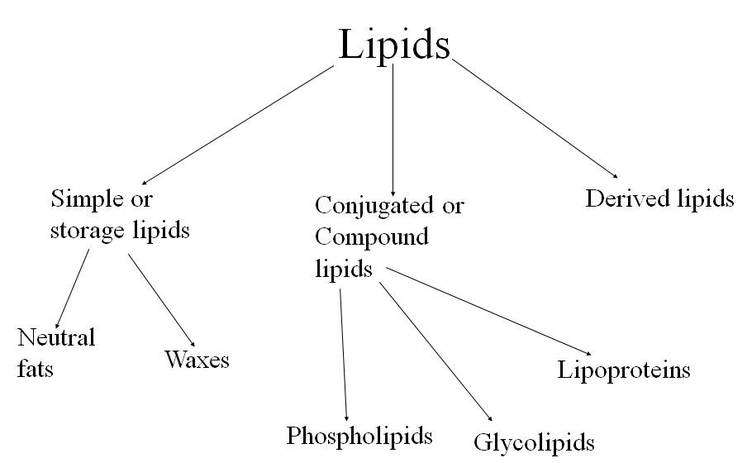 Lipids
Simple or
storage lipids
Conjugated or
Compound
lipids
Derived lipids
Neutral
fats
Waxes
Lipoproteins
Phospholipids
Glycolipids